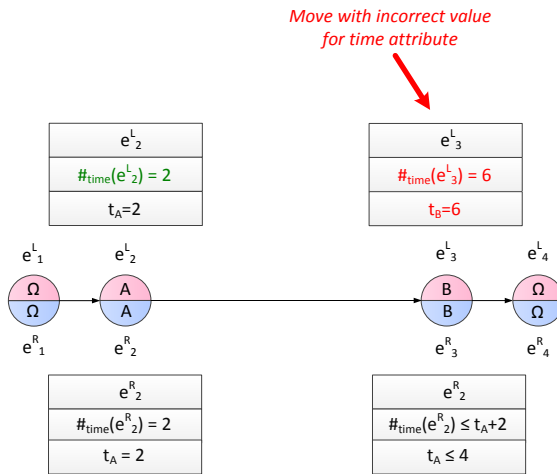 Move with incorrect value
for time attribute
e^L_2
#_time(e^L_2) = 2
t_A=2
e^L_3
#_time(e^L_3) = 6
t_B=6
e^L_1 e^L_2 e^L_3 e^L_4
Ω A B Ω
Ω A B Ω
e^R_1 e^R_2 e^R_3 e^R_4
e^R_2
#_time(e^R_2) = 2
t_A = 2
e^R_2
#_time(e^R_2) ≤ t_A+2
t_A ≤ 4